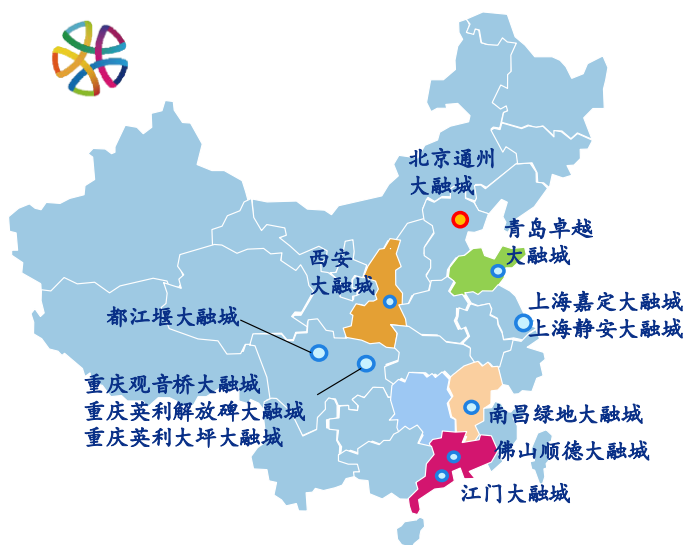 北京通州
大融城
青岛卓越
大融城
西安
大融城
上海嘉定大融城
上海静安大融城
都江堰大融城
重庆观音桥大融城
重庆英利解放碑大融城
重庆英利大坪大融城
南昌绿地大融城
佛山顺德大融城
江门大融城